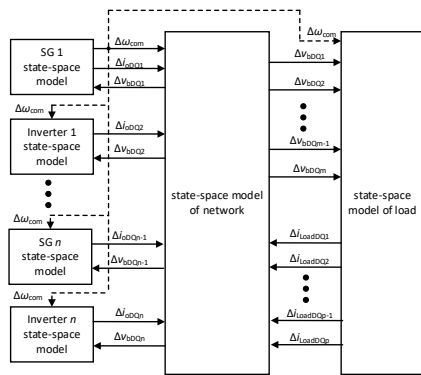 SG 1
state-space
model
Δωcom
ΔioDQ1
ΔvbDQ1
Δωcom
Inverter 1
state-space
model
ΔioDQ2
ΔvbDQ2
Δωcom
SG n
state-space
model
ΔioDQn-1
ΔvbDQn-1
Δωcom
Inverter n
state-space
model
ΔioDQn
ΔvbDQn
state-space model
of network
Δωcom
ΔvbDQ1
ΔvbDQ2
ΔvbDQm-1
ΔvbDQm
ΔiLoadDQ1
ΔiLoadDQ2
ΔiLoadDQp-1
ΔiLoadDQp
state-space
model of load